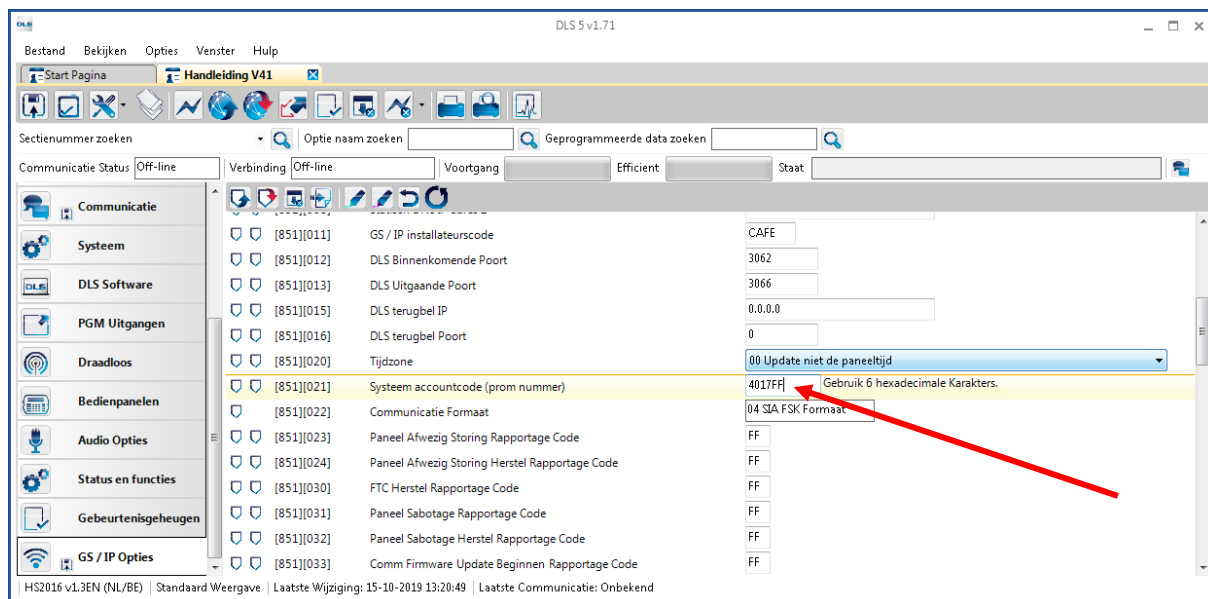 DLS 5 v1.71
Bestand Bekijken Opties Venster Hulp
Start Pagina Handleiding V41
Sectienummer zoeken Optie naam zoeken Geprogrammeerde data zoeken
Communicatie Status Off-line Verbinding Off-line Voortgang Efficient Staat
Communicatie
Systeem
DLS DLS Software
PGM Uitgangen
Draadloos
Bedienpanelen
Audio Opties
Status en functies
Gebeurtenisgeheugen
GS / IP Opties
[851][011] GS / IP installateurscode CAFE
[851][012] DLS Binnenkomende Poort 3062
[851][013] DLS Uitgaande Poort 3066
[851][015] DLS terugbel IP 0.0.0.0
[851][016] DLS terugbel Poort 0
[851][020] Tijdzone 00 Update niet de paneeltijd
[851][021] Systeem accountcode (prom nummer) 4017FF Gebruik 6 hexadecimale Karakters.
[851][022] Communicatie Formaat 04 SIA FSK Formaat
[851][023] Paneel Afwezig Storing Rapportage Code FF
[851][024] Paneel Afwezig Storing Herstel Rapportage Code FF
[851][030] FTC Herstel Rapportage Code FF
[851][031] Paneel Sabotage Rapportage Code FF
[851][032] Paneel Sabotage Herstel Rapportage Code FF
[851][033] Comm Firmware Update Beginnen Rapportage Code FF
HS2016 v1.3EN (NL/BE) Standaard Weergave Laatste Wijziging: 15-10-2019 13:20:49 Laatste Communicatie: Onbekend